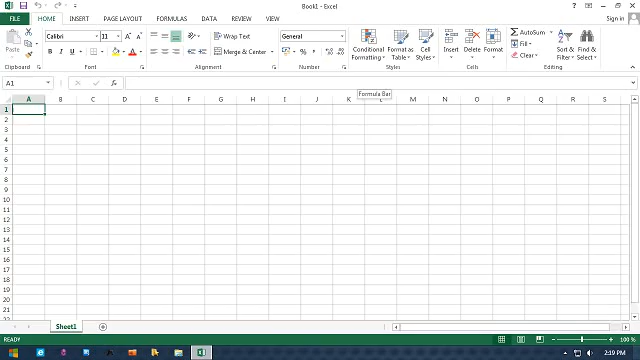 Book1 - Excel
Sign in
FILE HOME INSERT PAGE LAYOUT FORMULAS DATA REVIEW VIEW
Paste
Calibri 11
B I U
Wrap Text
Merge & Center
General
Conditional Formatting
Format as Table
Cell Styles
Insert Delete Format
AutoSum
Fill
Clear
Sort & Filter
Find & Select
Clipboard Font Alignment Number Styles Cells Editing
A1
fx
Formula Bar
A B C D E F G H I J K L M N O P Q R S
1
2
3
4
5
6
7
8
9
10
11
12
13
14
15
16
17
18
19
20
21
Sheet1
READY
100 %
2:19 PM